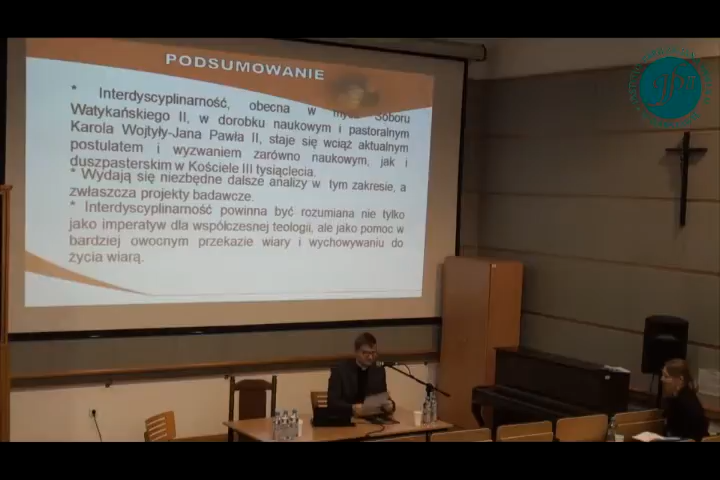 PODSUMOWANIE
* Interdyscyplinarność, obecna w myśl Soboru
Watykańskiego II, w dorobku naukowym i pastoralnym
Karola Wojtyły-Jana Pawła II, staje się wciąż aktualnym
postulatem i wyzwaniem zarówno naukowym, jak i
duszpasterskim w Kościele III tysiąclecia.
* Wydają się niezbędne dalsze analizy w tym zakresie, a
zwłaszcza projekty badawcze.
* Interdyscyplinarność powinna być rozumiana nie tylko
jako imperatyw dla współczesnej teologii, ale jako pomoc w
bardziej owocnym przekazie wiary i wychowywaniu do
życia wiarą.